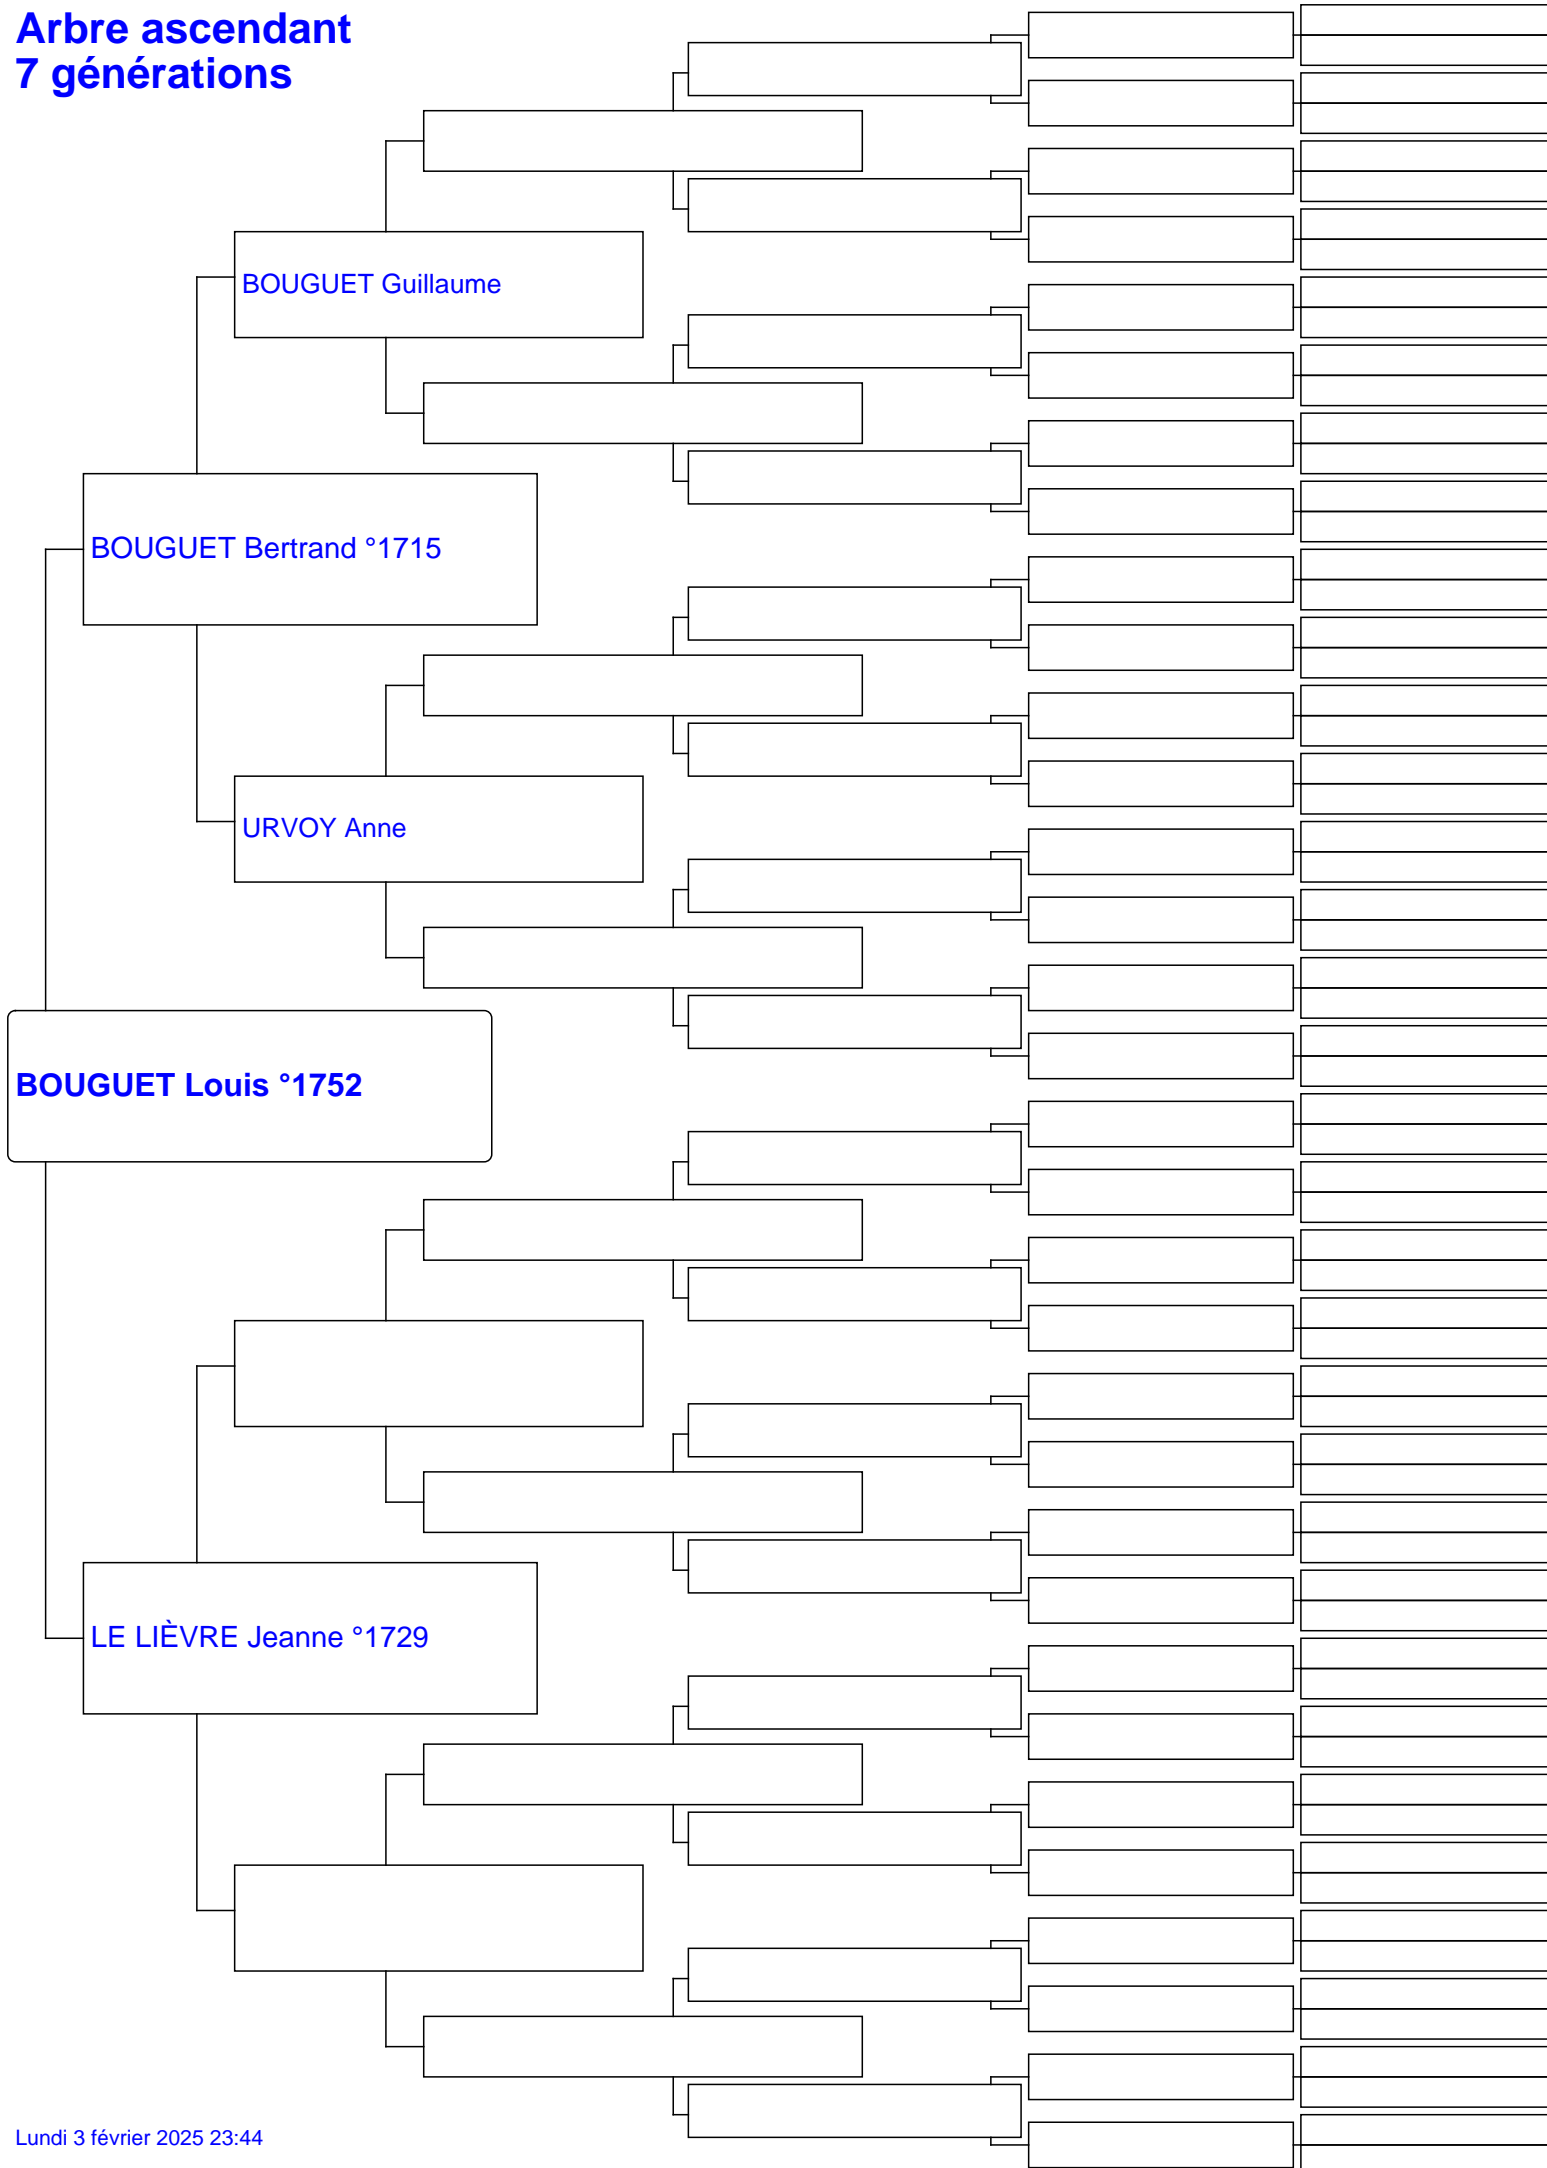 Arbre ascendant
7 générations
BOUGUET Guillaume
BOUGUET Bertrand °1715
URVOY Anne
BOUGUET Louis °1752
LE LIÈVRE Jeanne °1729
Lundi 3 février 2025 23:44